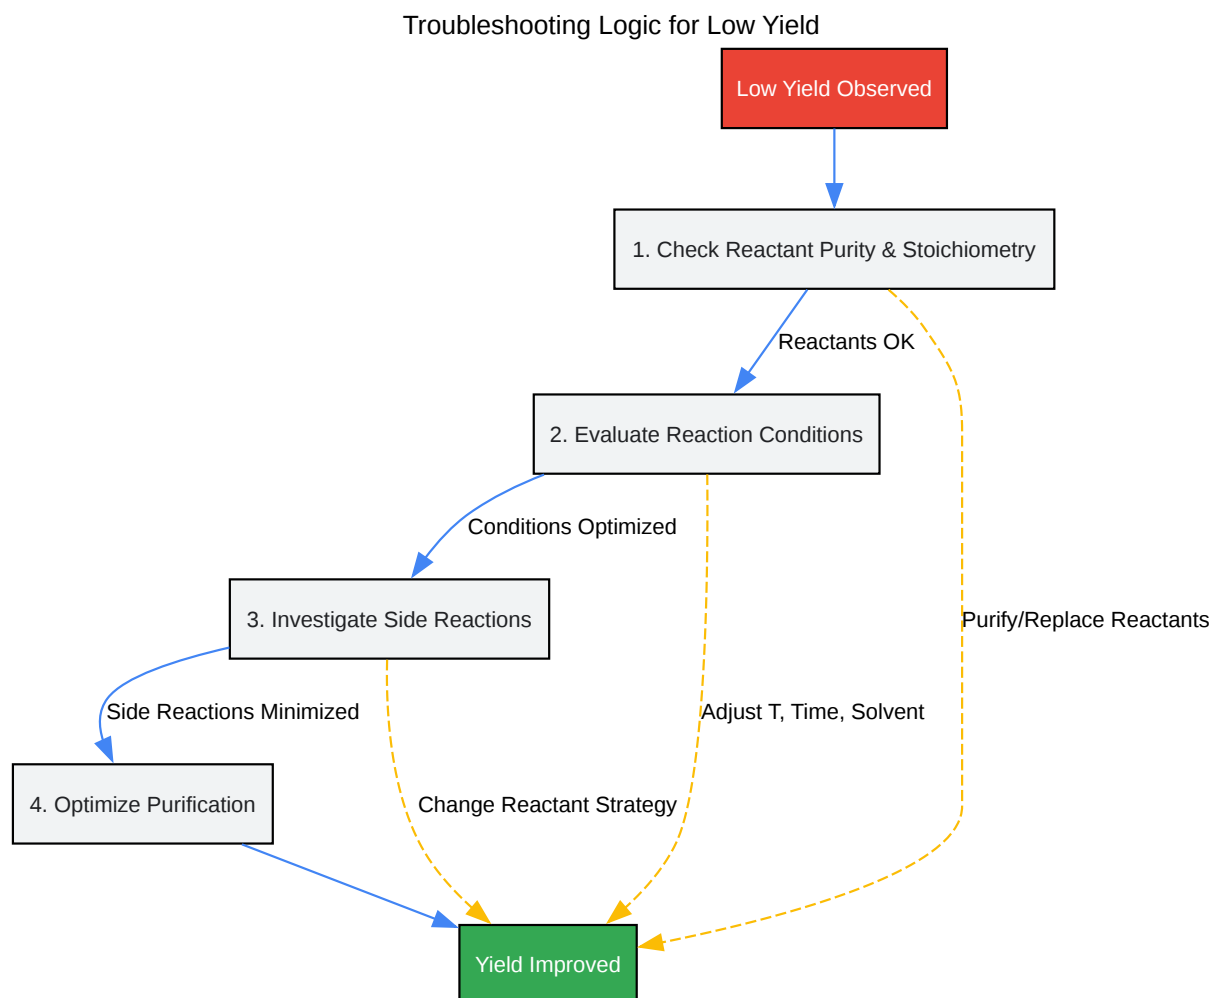 Troubleshooting Logic for Low Yield
Low Yield Observed
1. Check Reactant Purity & Stoichiometry
Reactants OK
2. Evaluate Reaction Conditions
Conditions Optimized
3. Investigate Side Reactions
Purify/Replace Reactants
Side Reactions Minimized
Adjust T, Time, Solvent
4. Optimize Purification
Change Reactant Strategy
Yield Improved